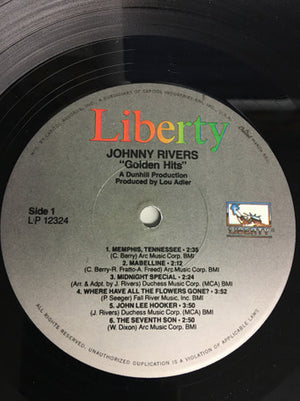 Liberty
JOHNNY RIVERS
"Golden Hits"
A Dunhill Production
Produced by Lou Adler
Side 1
LP 12324
LIBERTY
1. MEMPHIS, TENNESSEE • 2:35
(C. Berry) Arc Music Corp. BMI
2. MABELLINE • 2:12
(C. Berry-R. Fratto-A. Freed) Arc Music Corp. BMI
3. MIDNIGHT SPECIAL • 2:24
(Arr. & Adpt. by J. Rivers) Duchess Music Corp. (MCA) BMI
4. WHERE HAVE ALL THE FLOWERS GONE? • 3:52
(P. Seeger) Fall River Music, Inc. BMI
5. JOHN LEE HOOKER • 5:50
(J. Rivers) Duchess Music Corp. (MCA) BMI
6. THE SEVENTH SON • 2:50
(W. Dixon) Arc Music Corp. BMI
ALL RIGHTS RESERVED. UNAUTHORIZED DUPLICATION IS A VIOLATION OF APPLICABLE LAWS